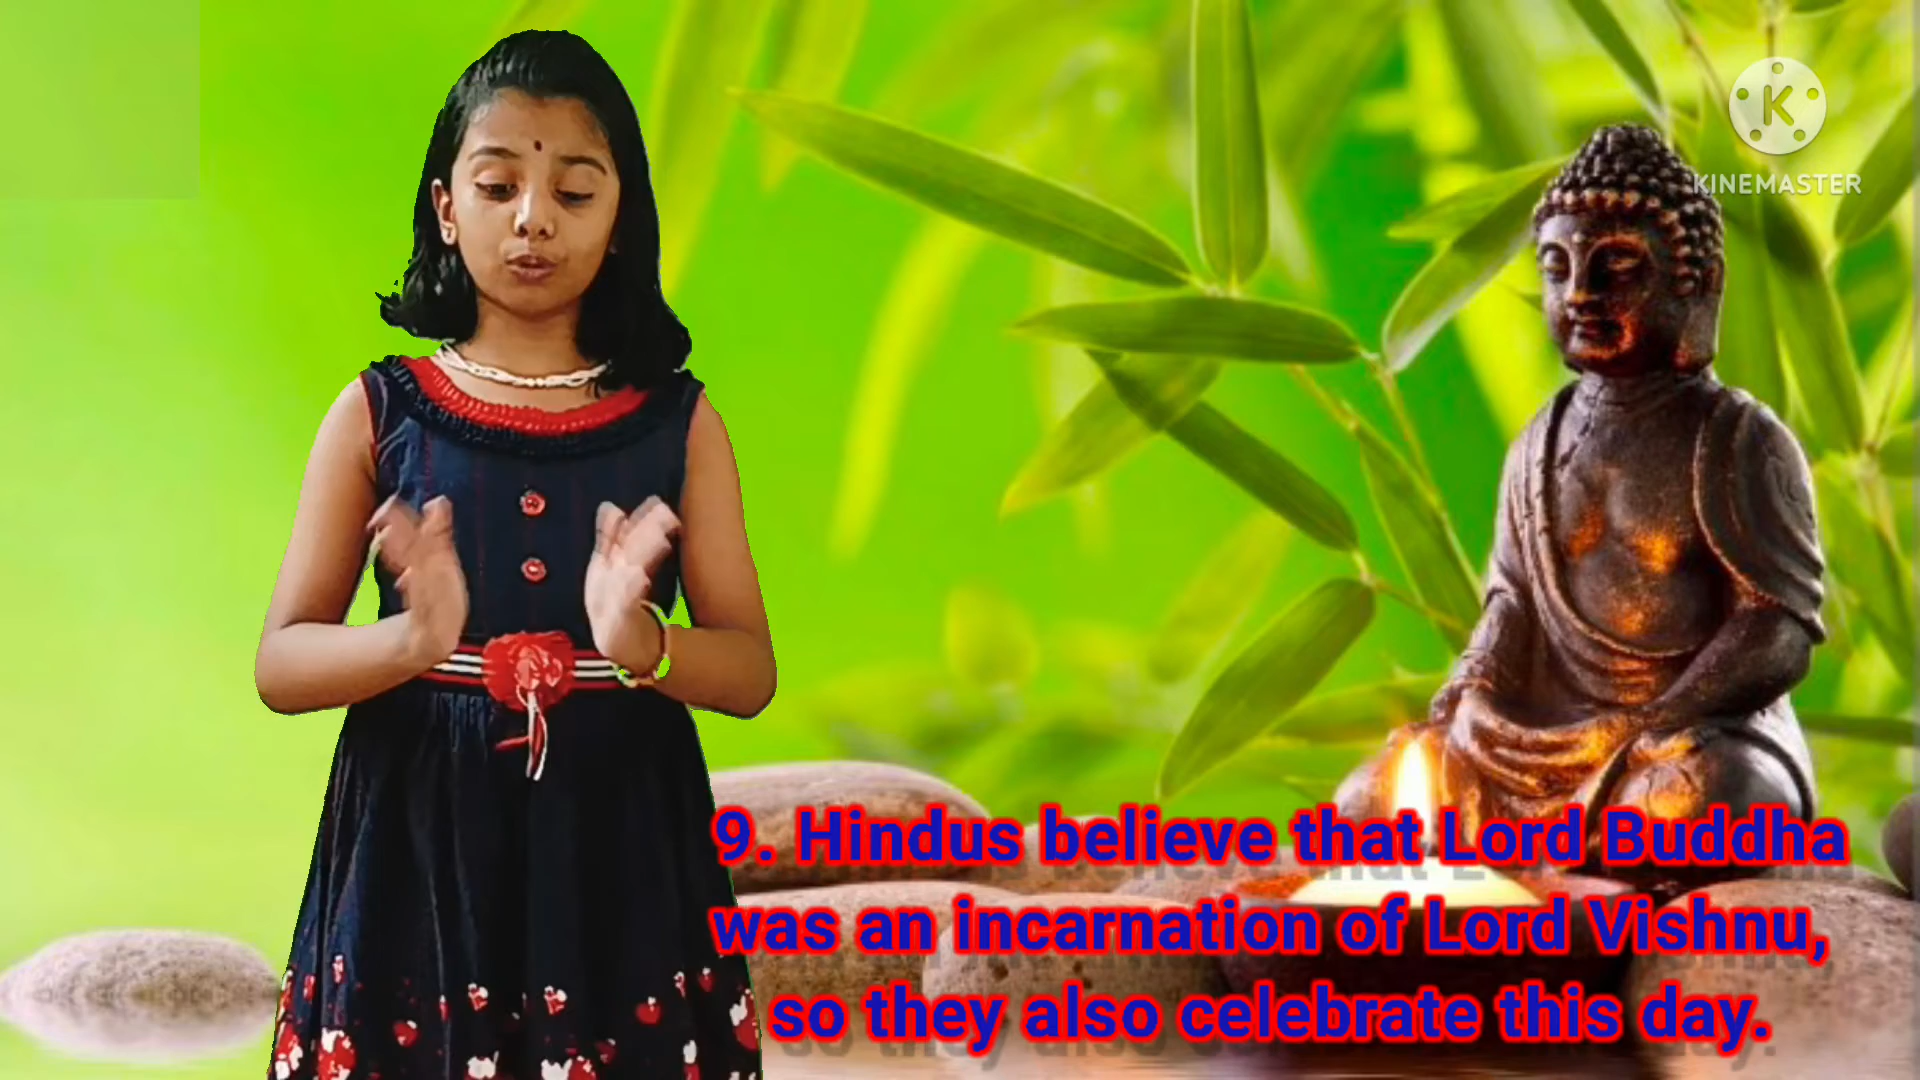 K
KINEMASTER
9. Hindus believe that Lord Buddha
was an incarnation of Lord Vishnu,
so they also celebrate this day.